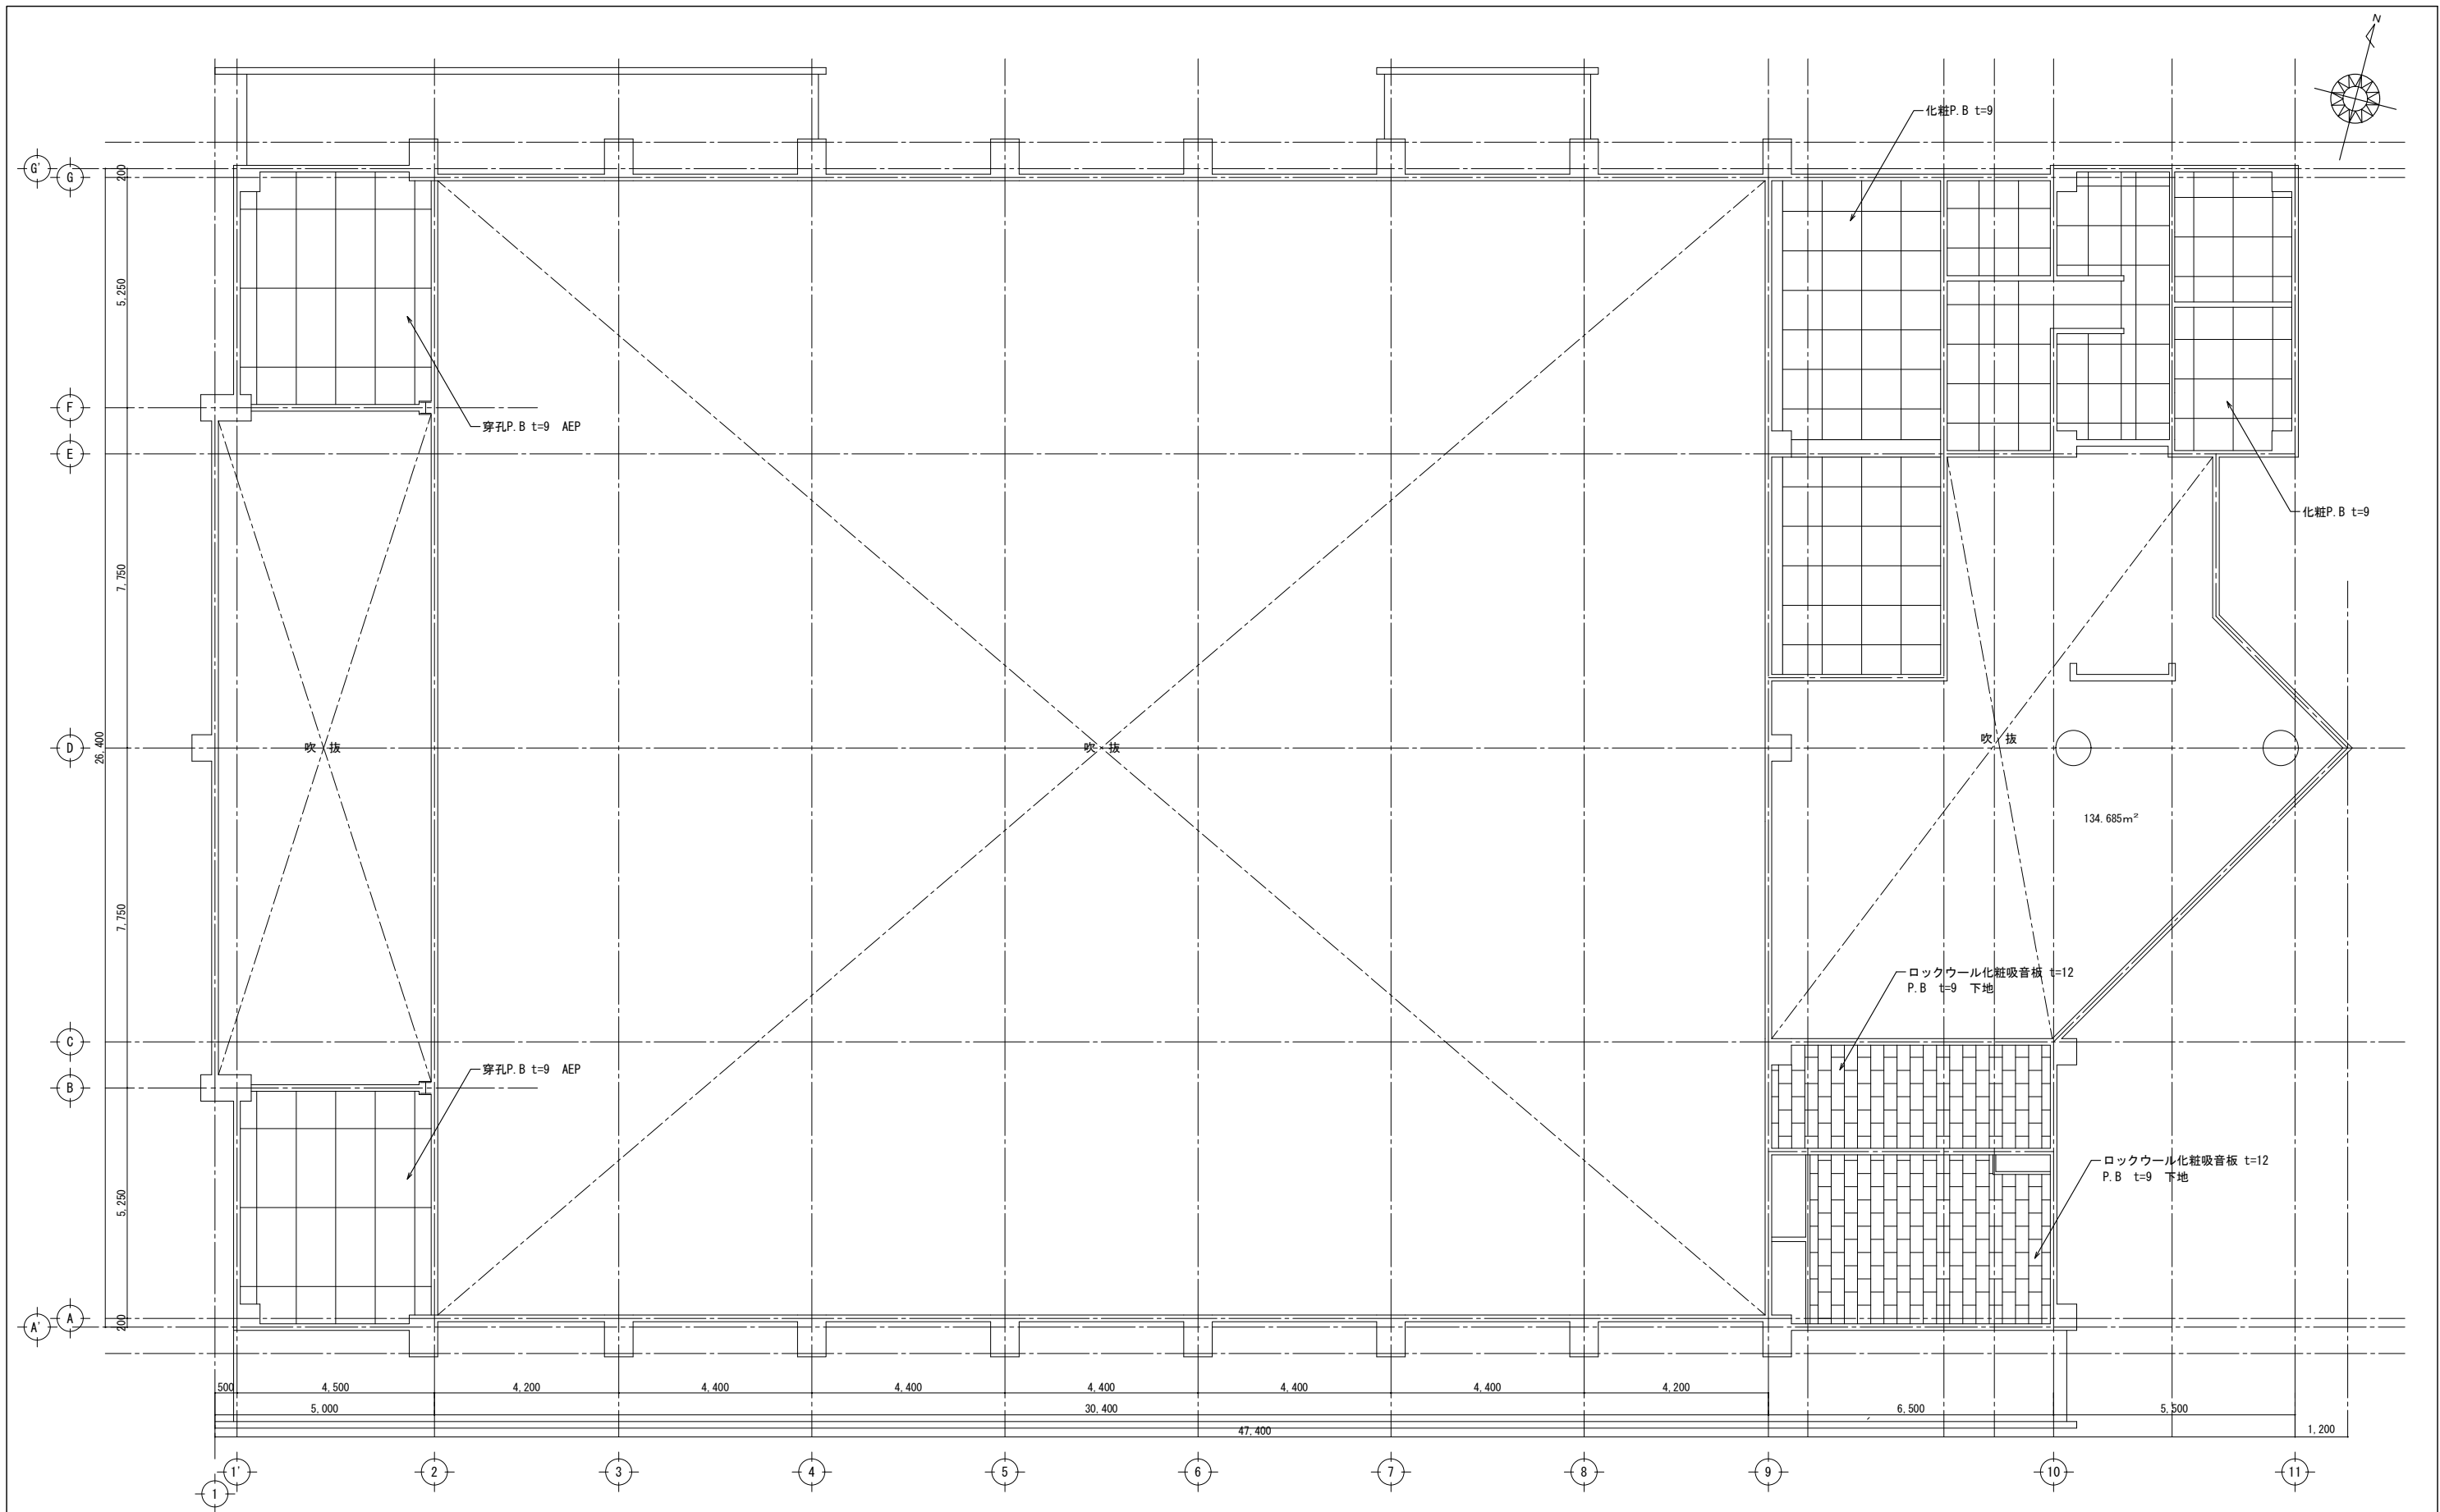 N
化粧P.B t=9
G'
G
200
5,250
F
穿孔P.B t=9 AEP
E
化粧P.B t=9
7,750
D
26,400
吹 抜
吹 抜
吹 抜
134.685m²
7,750
ロックウール化粧吸音板 t=12
P.B t=9 下地
C
B
穿孔P.B t=9 AEP
ロックウール化粧吸音板 t=12
P.B t=9 下地
5,250
A
A'
200
500 4,500 4,200 4,400 4,400 4,400 4,400 4,400 4,200
5,000 30,400 6,500 5,500
47,400 1,200
1' 2 3 4 5 6 7 8 9 10 11
1